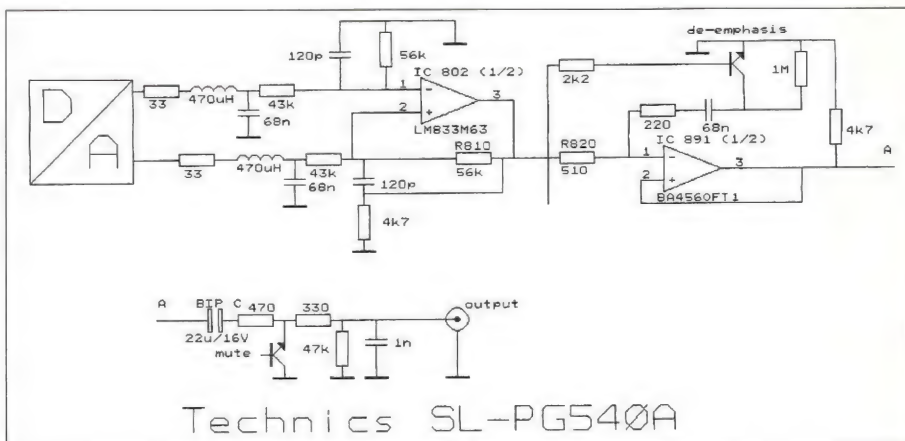 de-emphasis
120p
56k
IC 802 (1/2)
2k2
1M
D
A
33
470uH
43k
68n
1
2
3
LM833M63
220
68n
4k7
IC 891 (1/2)
R810
56k
R820
510
1
2
3
A
BA4560FT1
33
470uH
43k
68n
120p
4k7
A
BIP C
470
330
output
22u/16V
mute
47k
1n
Technics SL-PG540A